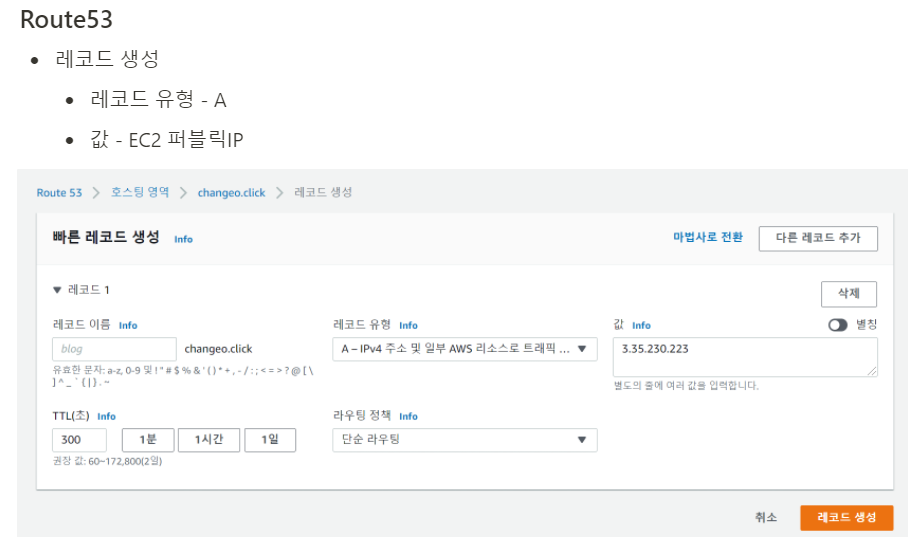 Route53
레코드 생성
레코드 유형 - A
값 - EC2 퍼블릭IP
Route 53 > 호스팅 영역 > changeo.click > 레코드 생성
빠른 레코드 생성 Info 마법사로 전환 다른 레코드 추가
▼ 레코드 1 삭제
레코드 이름 Info 레코드 유형 Info 값 Info 별칭
blog changeo.click A – IPv4 주소 및 일부 AWS 리소스로 트래픽 ... ▼ 3.35.230.223
유효한 문자: a-z, 0-9 및 ! " # $ % & ' ( ) * + , - / : ; < = > ? @ [ \
] ^ _ ` { | } . ~ 별도의 줄에 여러 값을 입력합니다.
TTL(초) Info 라우팅 정책 Info
300 1분 1시간 1일 단순 라우팅 ▼
권장 값: 60~172,800(2일)
취소 레코드 생성